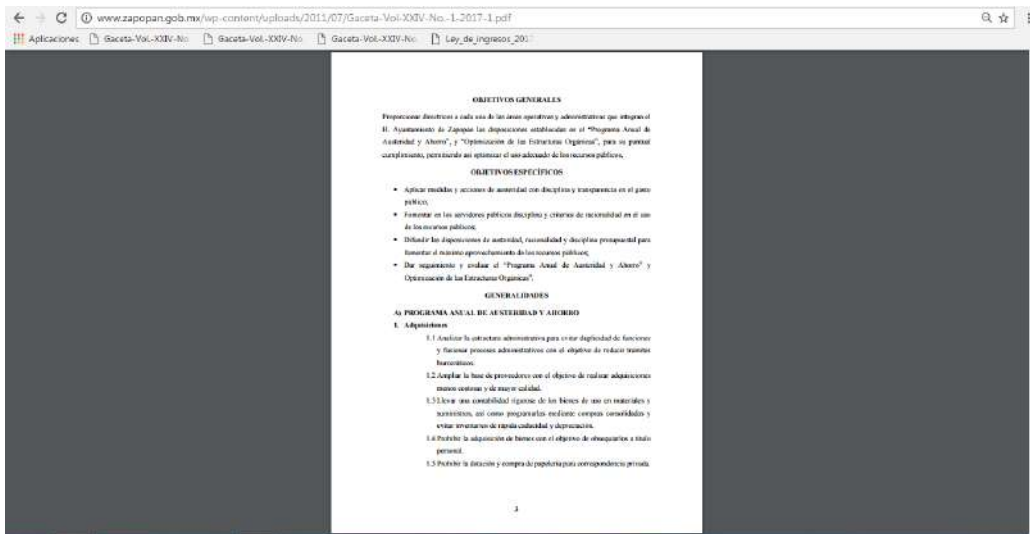 www.zapopan.gob.mx/wp-content/uploads/2011/07/Gaceta-Vol-XXIV-No.-1-2017-1.pdf
Aplicaciones Gaceta-Vol.-XXIV-No Gaceta-Vol.-XXIV-No Gaceta-Vol.-XXIV-No Ley_de_ingresos_201
OBJETIVOS GENERALES
Proporcionar directrices a cada una de las áreas operativas y administrativas que integran el
H. Ayuntamiento de Zapopan las disposiciones establecidas en el “Programa Anual de
Austeridad y Ahorro”, y “Optimización de las Estructuras Orgánicas”, para su puntual
cumplimiento, permitiendo así optimizar el uso adecuado de los recursos públicos.
OBJETIVOS ESPECÍFICOS
• Aplicar medidas y acciones de austeridad con disciplina y transparencia en el gasto
público;
• Fomentar en los servidores públicos disciplina y criterios de racionalidad en el uso
de los recursos públicos;
• Difundir las disposiciones de austeridad, racionalidad y disciplina presupuestal para
fomentar el máximo aprovechamiento de los recursos públicos;
• Dar seguimiento y evaluar el “Programa Anual de Austeridad y Ahorro” y
Optimización de las Estructuras Orgánicas”.
GENERALIDADES
A) PROGRAMA ANUAL DE AUSTERIDAD Y AHORRO
1. Adquisiciones
1.1 Analizar la estructura administrativa para evitar duplicidad de funciones
y fusionar procesos administrativos con el objetivo de reducir trámites
burocráticos.
1.2 Ampliar la base de proveedores con el objetivo de realizar adquisiciones
menos costosas y de mayor calidad.
1.3 Llevar una contabilidad rigurosa de los bienes de uso en materiales y
suministros, así como programarlas mediante compras consolidadas y
evitar inventarios de rápida caducidad y depreciación.
1.4 Prohibir la adquisición de bienes con el objetivo de obsequiarlos a título
personal.
1.5 Prohibir la dotación y compra de papelería para correspondencia privada.
3